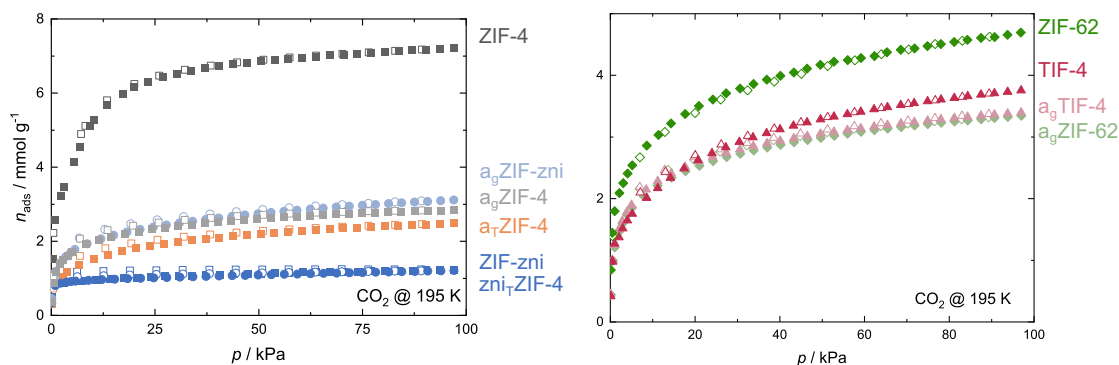 8
6
4
2
0
0
25
50
75
100
n_ads / mmol g⁻¹
p / kPa
ZIF-4
a_gZIF-zni
a_gZIF-4
a_TZIF-4
ZIF-zni
zni_TZIF-4
CO₂ @ 195 K
4
2
0
0
20
40
60
80
100
p / kPa
ZIF-62
TIF-4
a_gTIF-4
a_gZIF-62
CO₂ @ 195 K